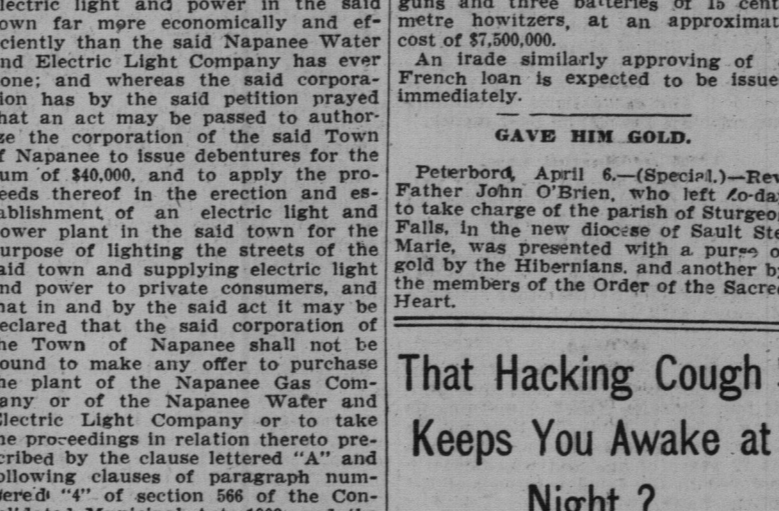 electric light and power in the said
own far more economically and ef-
ciently than the said Napanee Water
nd Electric Light Company has ever
one; and whereas the said corpora-
ion has by the said petition prayed
hat an act may be passed to author-
ze the corporation of the said Town
f Napanee to issue debentures for the
um of $40,000, and to apply the pro-
eeds thereof in the erection and es-
ablishment of an electric light and
ower plant in the said town for the
urpose of lighting the streets of the
aid town and supplying electric light
nd power to private consumers, and
hat in and by the said act it may be
eclared that the said corporation of
he Town of Napanee shall not be
ound to make any offer to purchase
he plant of the Napanee Gas Com-
any or of the Napanee Water and
Electric Light Company or to take
he proceedings in relation thereto pre-
cribed by the clause lettered "A" and
ollowing clauses of paragraph num-
ered "4" of section 566 of the Con-
guns and three batteries of 15 cent
metre howitzers, at an approximat
cost of $7,500,000.
An irade similarly approving of
French loan is expected to be issue
immediately.
GAVE HIM GOLD.
Peterboro, April 6.—(Special.)—Rev
Father John O'Brien, who left to-da
to take charge of the parish of Sturgeo
Falls, in the new diocese of Sault Ste
Marie, was presented with a purse o
gold by the Hibernians, and another b
the members of the Order of the Sacre
Heart.
That Hacking Cough
Keeps You Awake at
Night ?